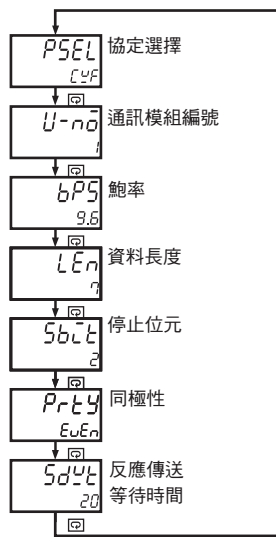 PSEL 協定選擇
CYF
U-no 通訊模組編號
1
bPS 鮑率
9.6
LEn 資料長度
7
SbIt 停止位元
2
PrtY 同極性
EuEn
SdYt 反應傳送
等待時間
20